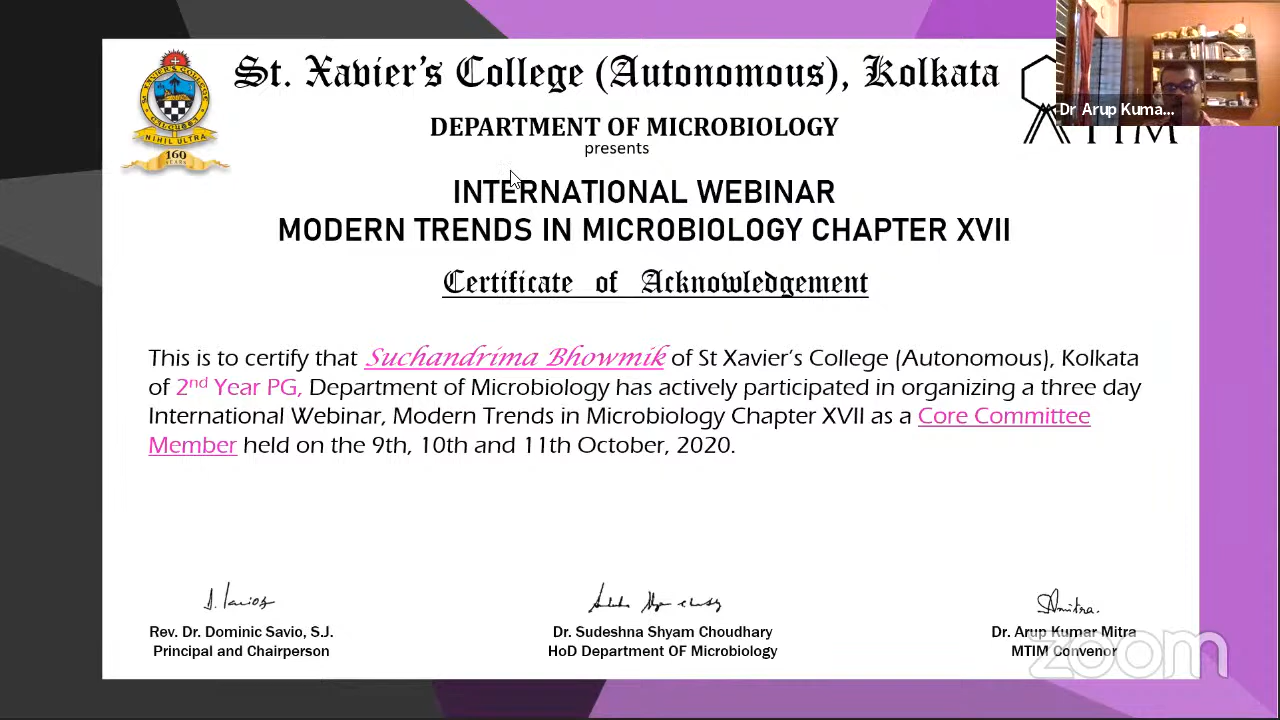 St. Xavier's College (Autonomous), Kolkata
DEPARTMENT OF MICROBIOLOGY
presents
INTERNATIONAL WEBINAR
MODERN TRENDS IN MICROBIOLOGY CHAPTER XVII
Certificate of Acknowledgement
This is to certify that Suchandrima Bhowmik of St Xavier's College (Autonomous), Kolkata
of 2nd Year PG, Department of Microbiology has actively participated in organizing a three day
International Webinar, Modern Trends in Microbiology Chapter XVII as a Core Committee
Member held on the 9th, 10th and 11th October, 2020.
Rev. Dr. Dominic Savio, S.J.
Principal and Chairperson
Dr. Sudeshna Shyam Choudhary
HoD Department OF Microbiology
Dr. Arup Kumar Mitra
MTIM Convenor
Dr Arup Kuma...
NIHIL ULTRA
160
YEARS
zoom